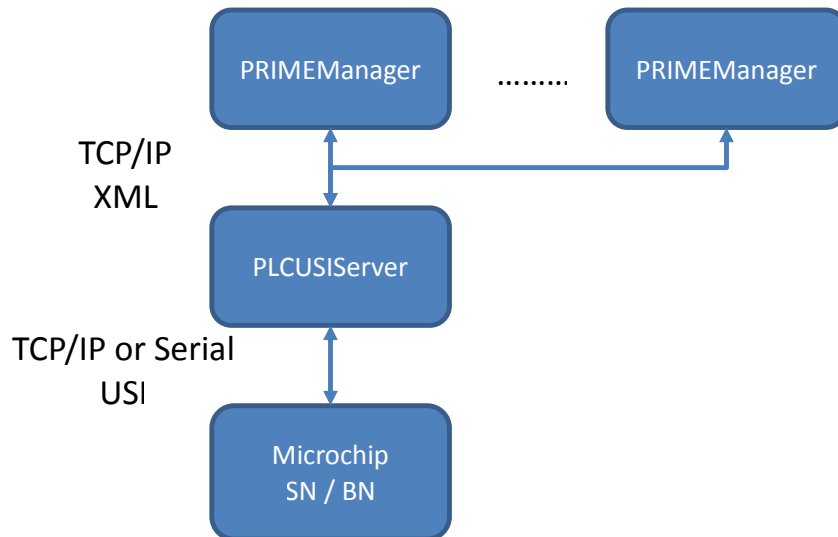 PRIMEManager
.........
PRIMEManager
TCP/IP
XML
PLCUSIServer
TCP/IP or Serial
USI
Microchip
SN / BN